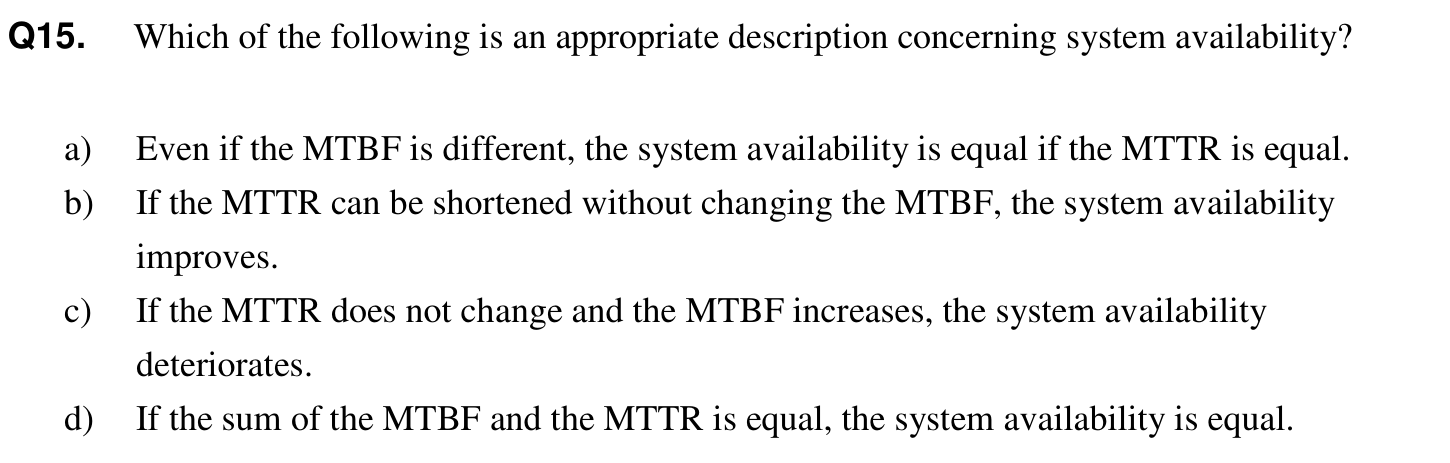 Q15. Which of the following is an appropriate description concerning system availability?
a) Even if the MTBF is different, the system availability is equal if the MTTR is equal.
b) If the MTTR can be shortened without changing the MTBF, the system availability
improves.
c) If the MTTR does not change and the MTBF increases, the system availability
deteriorates.
d) If the sum of the MTBF and the MTTR is equal, the system availability is equal.